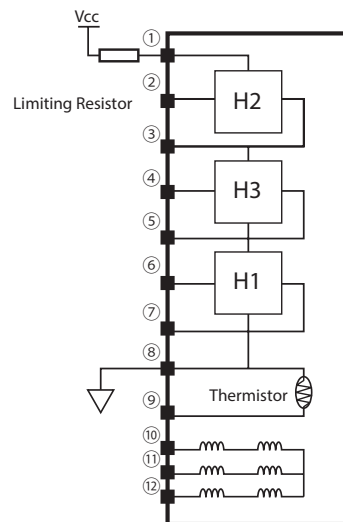 Vcc
①
②
Limiting Resistor
H2
③
④
H3
⑤
⑥
H1
⑦
⑧
Thermistor
⑨
⑩
⑪
⑫